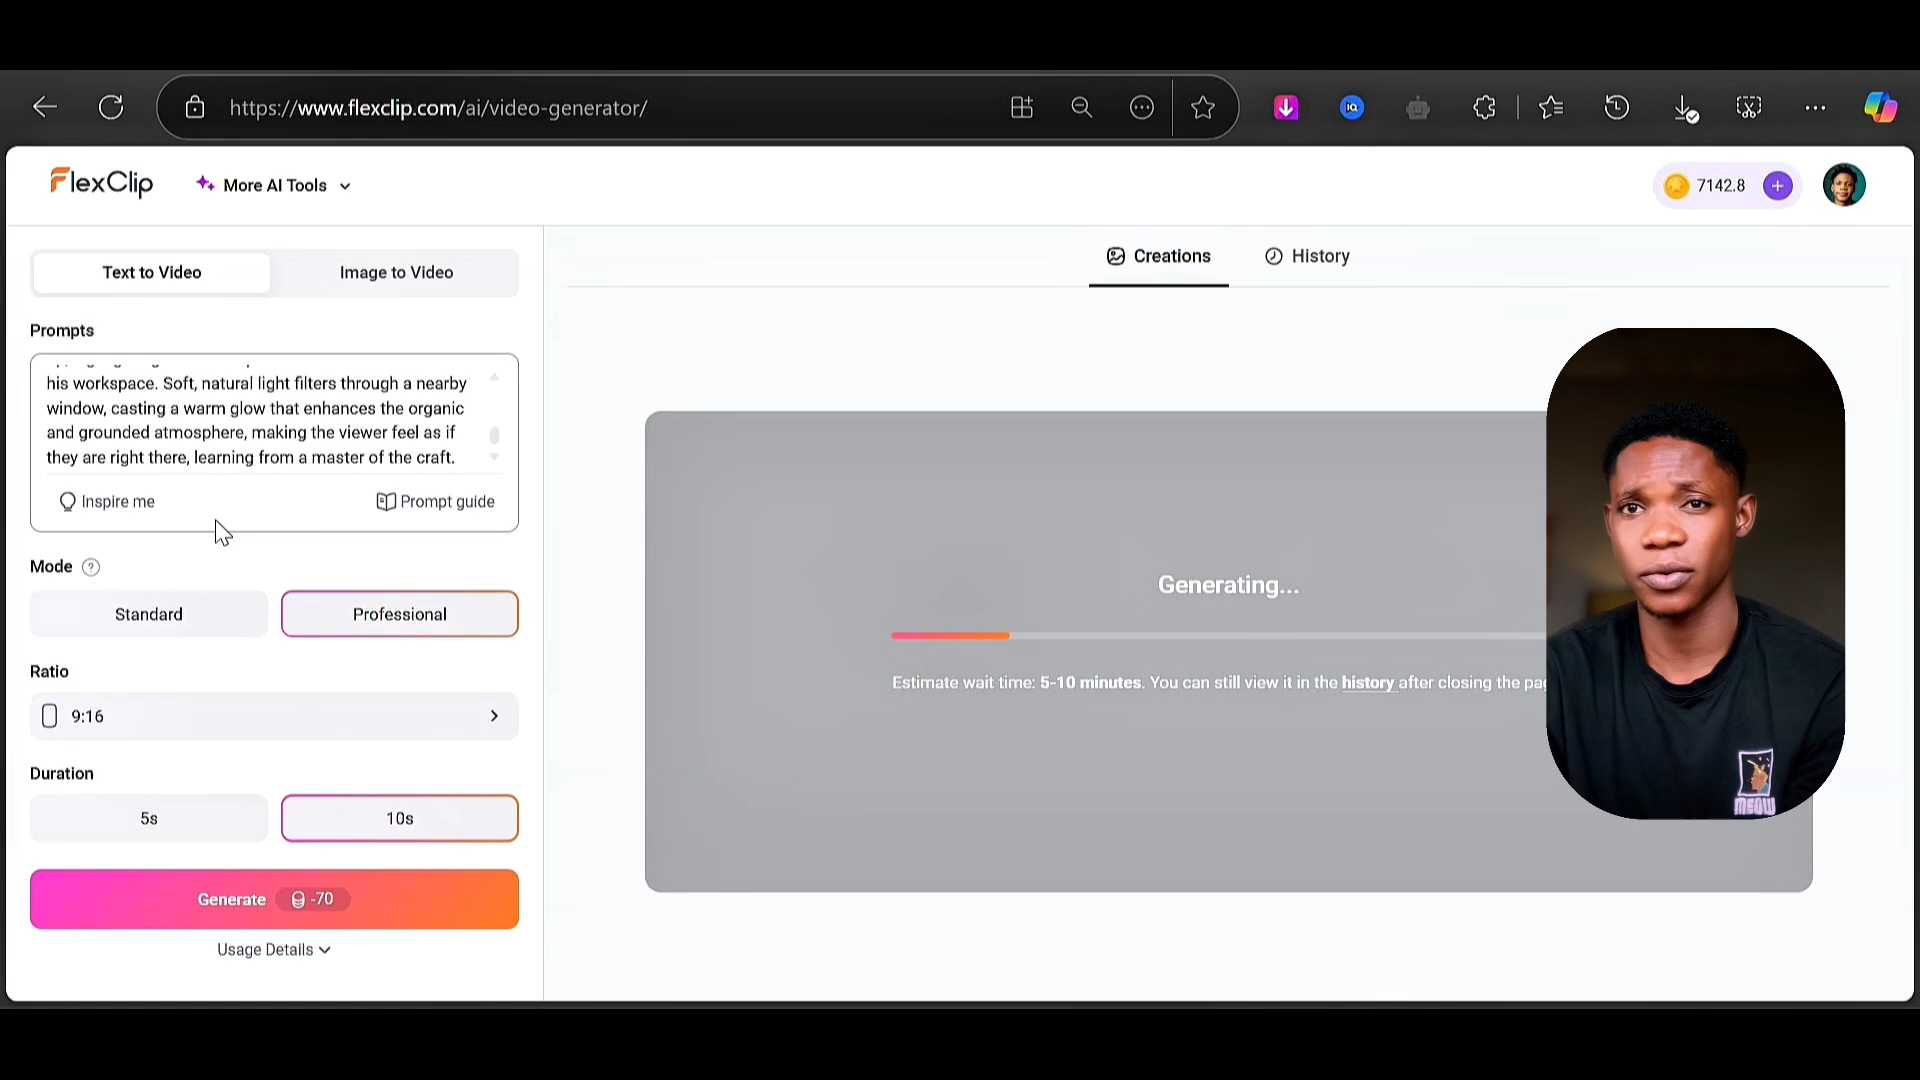 https://www.flexclip.com/ai/video-generator/
FlexClip
More AI Tools
7142.8
Text to Video
Image to Video
Creations
History
Prompts
his workspace. Soft, natural light filters through a nearby
window, casting a warm glow that enhances the organic
and grounded atmosphere, making the viewer feel as if
they are right there, learning from a master of the craft.
Inspire me
Prompt guide
Mode
Standard
Professional
Ratio
9:16
Duration
5s
10s
Generate -70
Usage Details
Generating...
Estimate wait time: 5-10 minutes. You can still view it in the history after closing the
MEOW